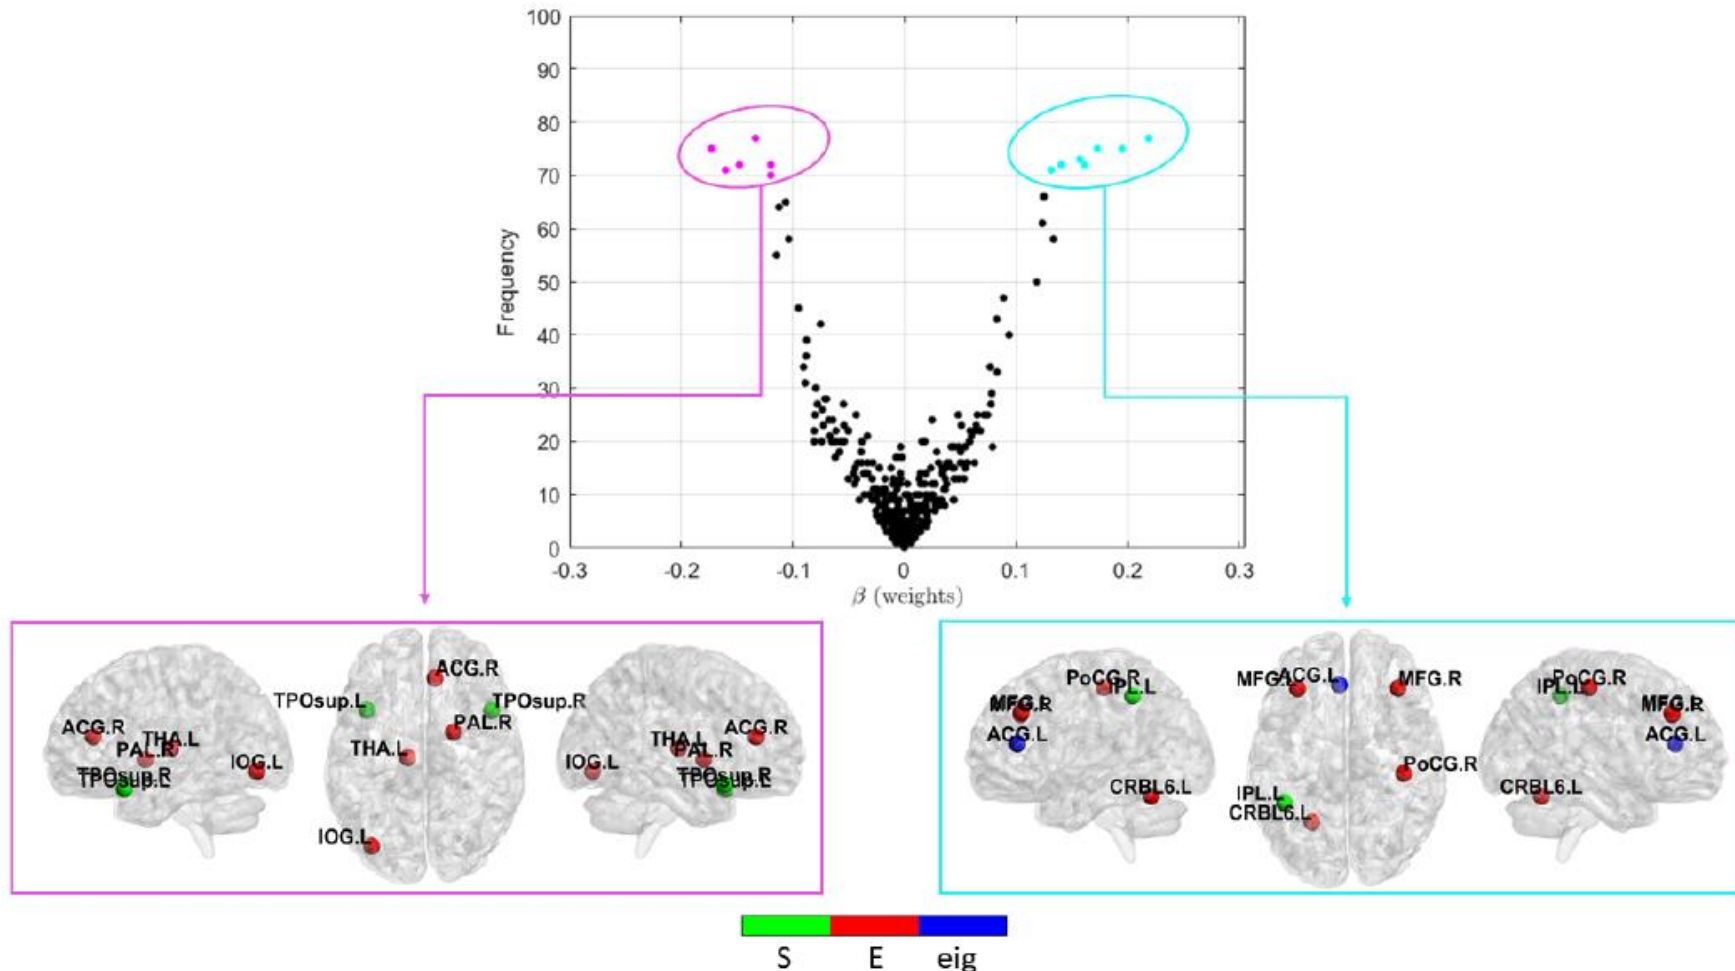 100
90
80
70
60
50
40
30
20
10
0
Frequency
-0.3 -0.2 -0.1 0 0.1 0.2 0.3
β (weights)
ACG.R
TPOsup.L TPOsup.R
ACG.R THA.L PAL.R THA.L ACG.R
PAL.R IOG.L THA.L IOG.L PAL.R
TPOsup.R TPOsup.L TPOsup.R TPOsup.L
IOG.L
PoCG.R MFG.L ACG.L MFG.R PoCG.R
IPL.L IPL.L
MFG.R MFG.R
ACG.L ACG.L
PoCG.R
CRBL6.L IPL.L CRBL6.L
CRBL6.L
S E eig